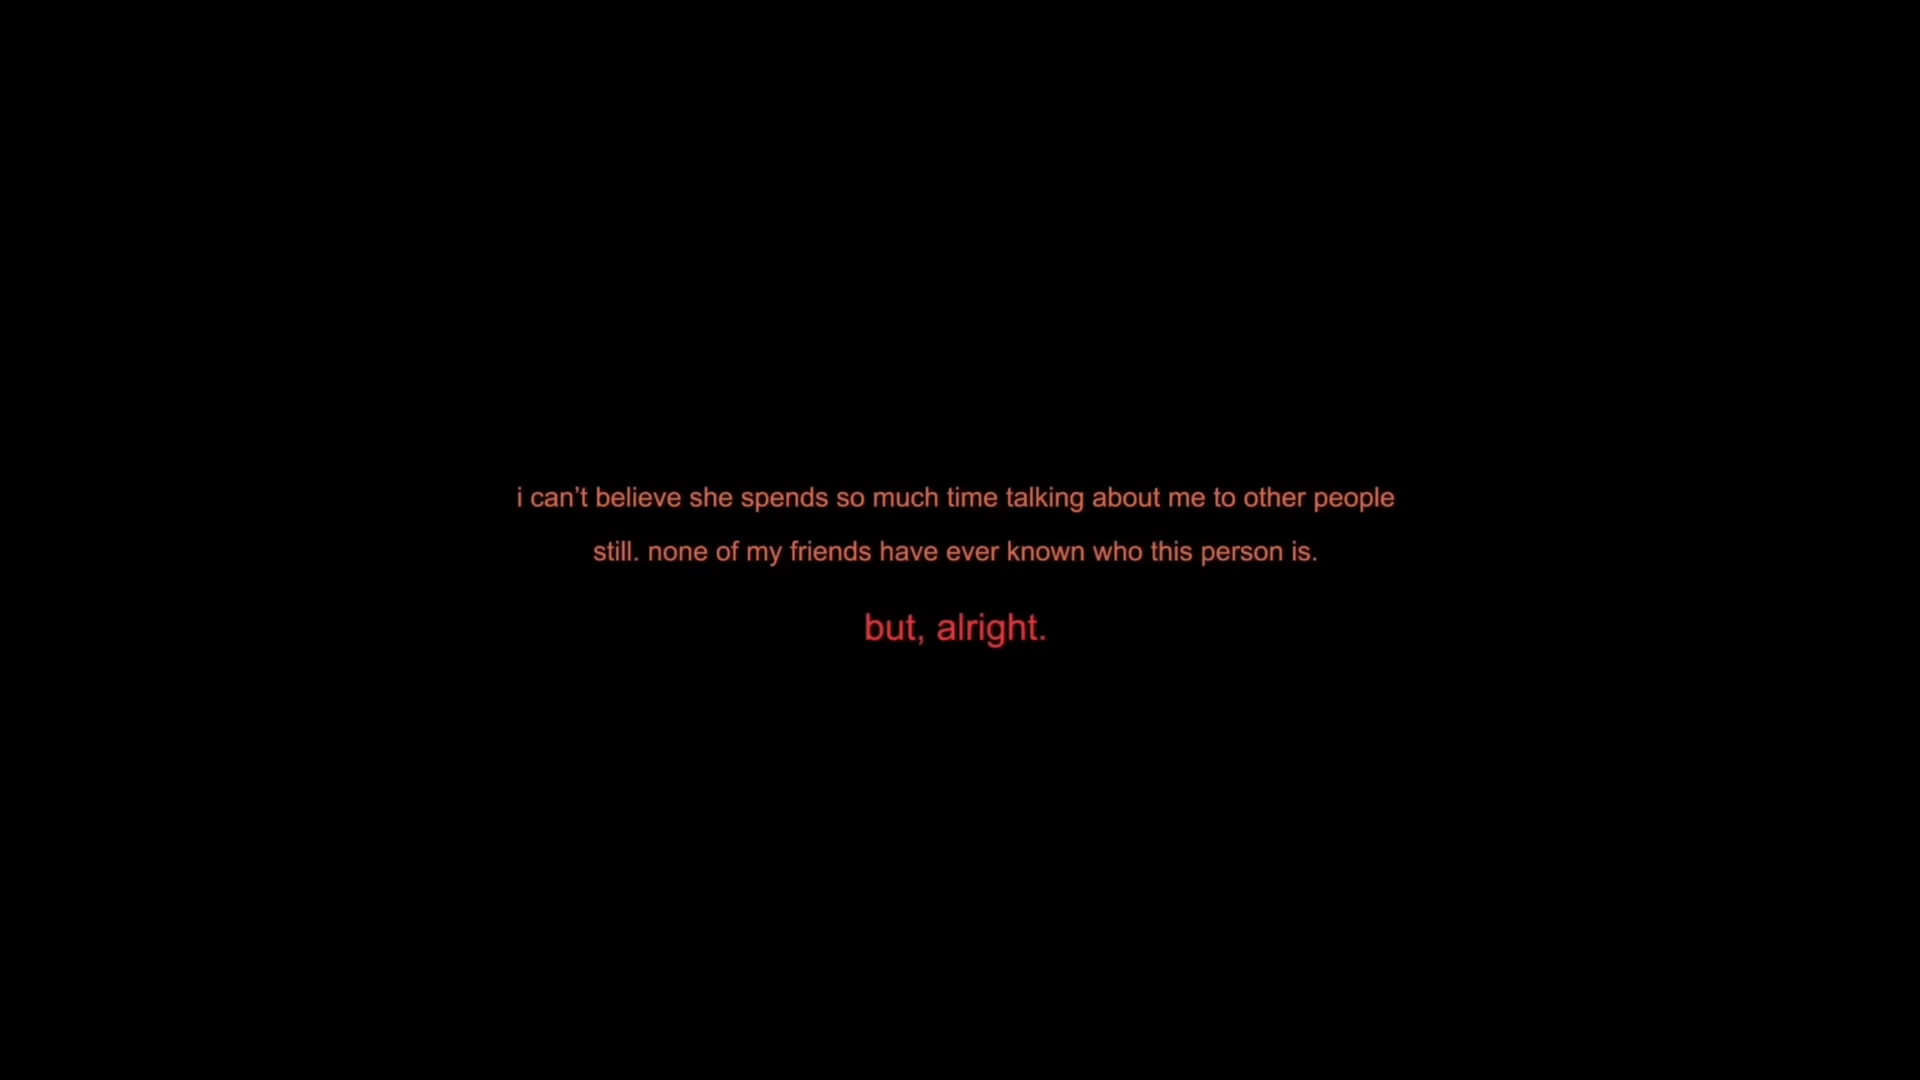 i can’t believe she spends so much time talking about me to other people
still. none of my friends have ever known who this person is.
but, alright.